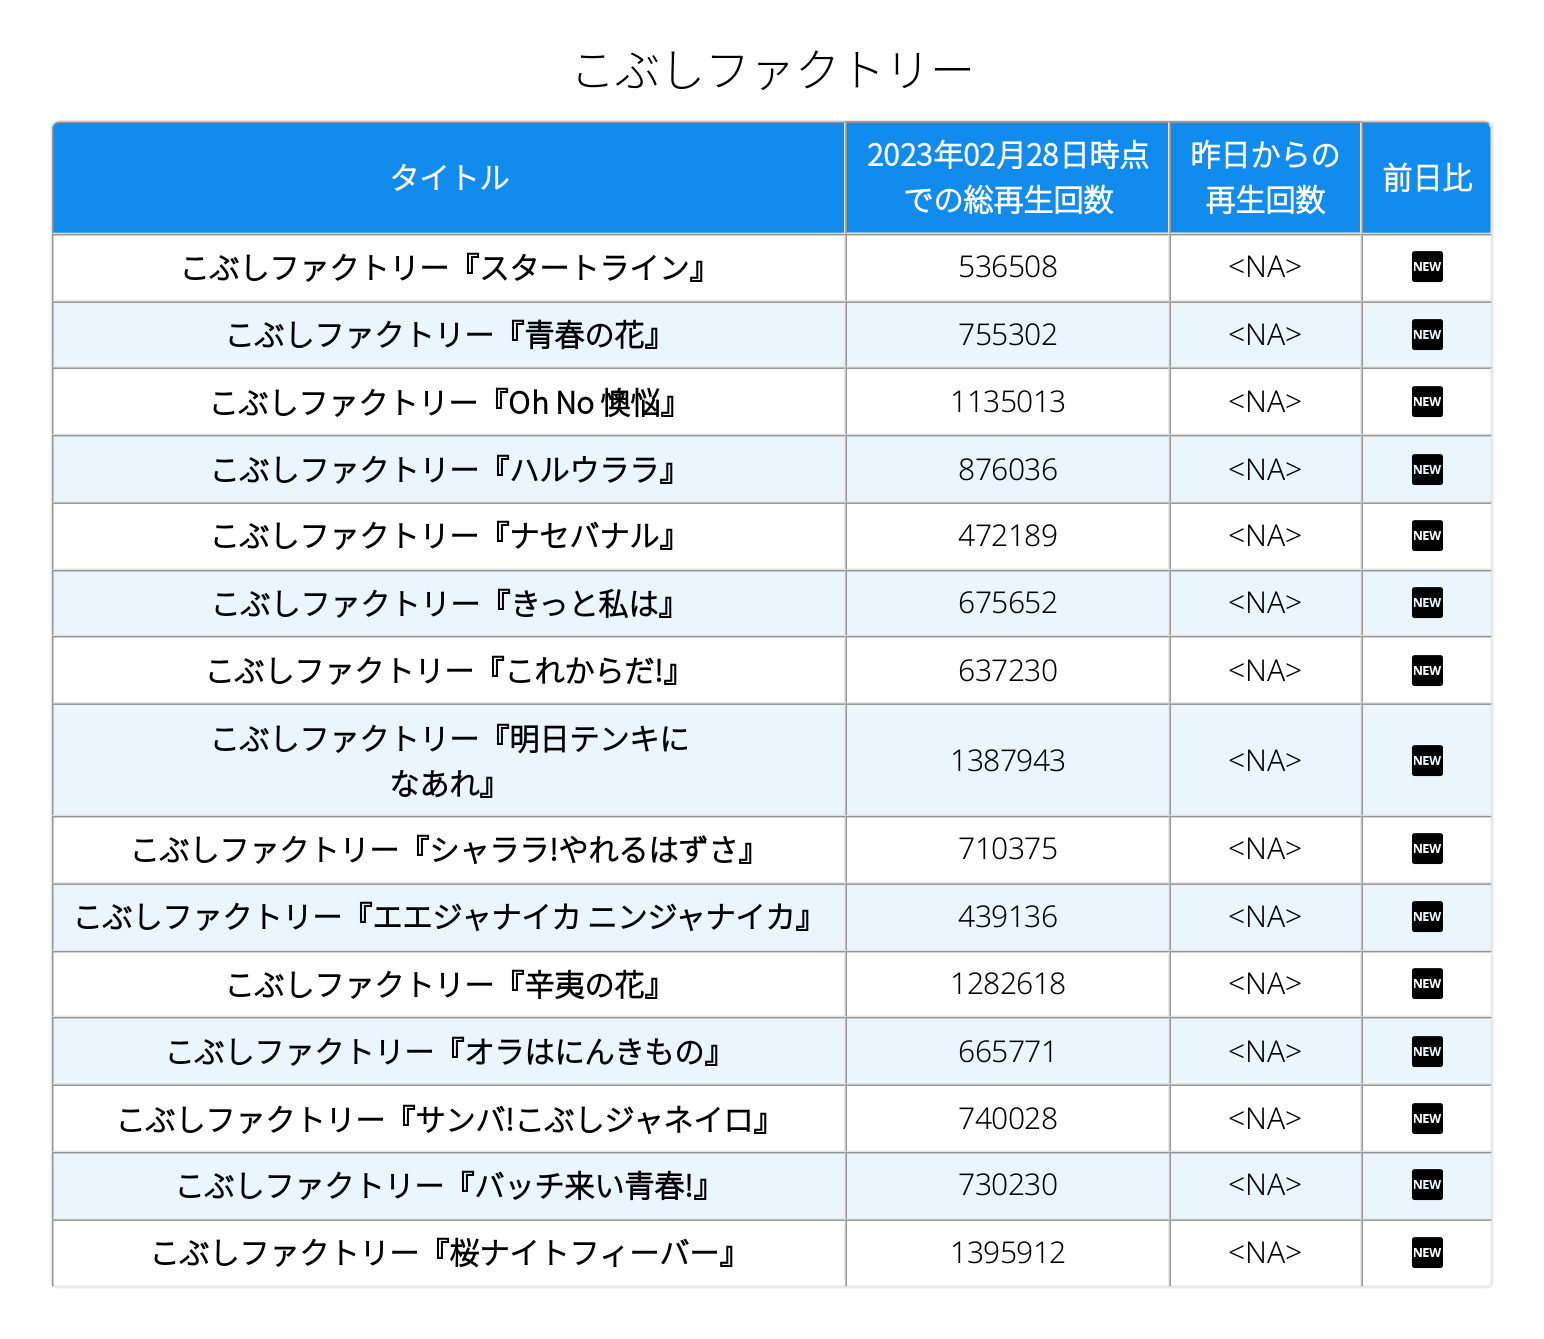 こぶしファクトリー
タイトル
2023年02月28日時点
での総再生回数
昨日からの
再生回数
前日比
こぶしファクトリー『スタートライン』 536508 <NA> NEW
こぶしファクトリー『青春の花』 755302 <NA> NEW
こぶしファクトリー『Oh No 懊悩』 1135013 <NA> NEW
こぶしファクトリー『ハルウララ』 876036 <NA> NEW
こぶしファクトリー『ナセバナル』 472189 <NA> NEW
こぶしファクトリー『きっと私は』 675652 <NA> NEW
こぶしファクトリー『これからだ!』 637230 <NA> NEW
こぶしファクトリー『明日テンキに
なあれ』 1387943 <NA> NEW
こぶしファクトリー『シャララ!やれるはずさ』 710375 <NA> NEW
こぶしファクトリー『エエジャナイカ ニンジャナイカ』 439136 <NA> NEW
こぶしファクトリー『辛夷の花』 1282618 <NA> NEW
こぶしファクトリー『オラはにんきもの』 665771 <NA> NEW
こぶしファクトリー『サンバ!こぶしジャネイロ』 740028 <NA> NEW
こぶしファクトリー『バッチ来い青春!』 730230 <NA> NEW
こぶしファクトリー『桜ナイトフィーバー』 1395912 <NA> NEW